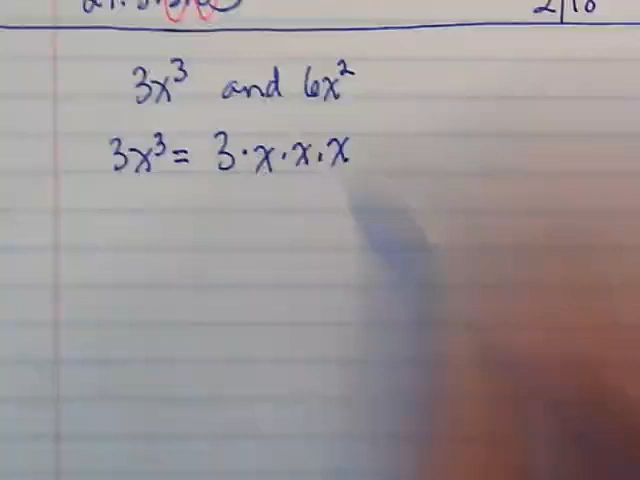 3x³ and 6x²
3x³ = 3·x·x·x